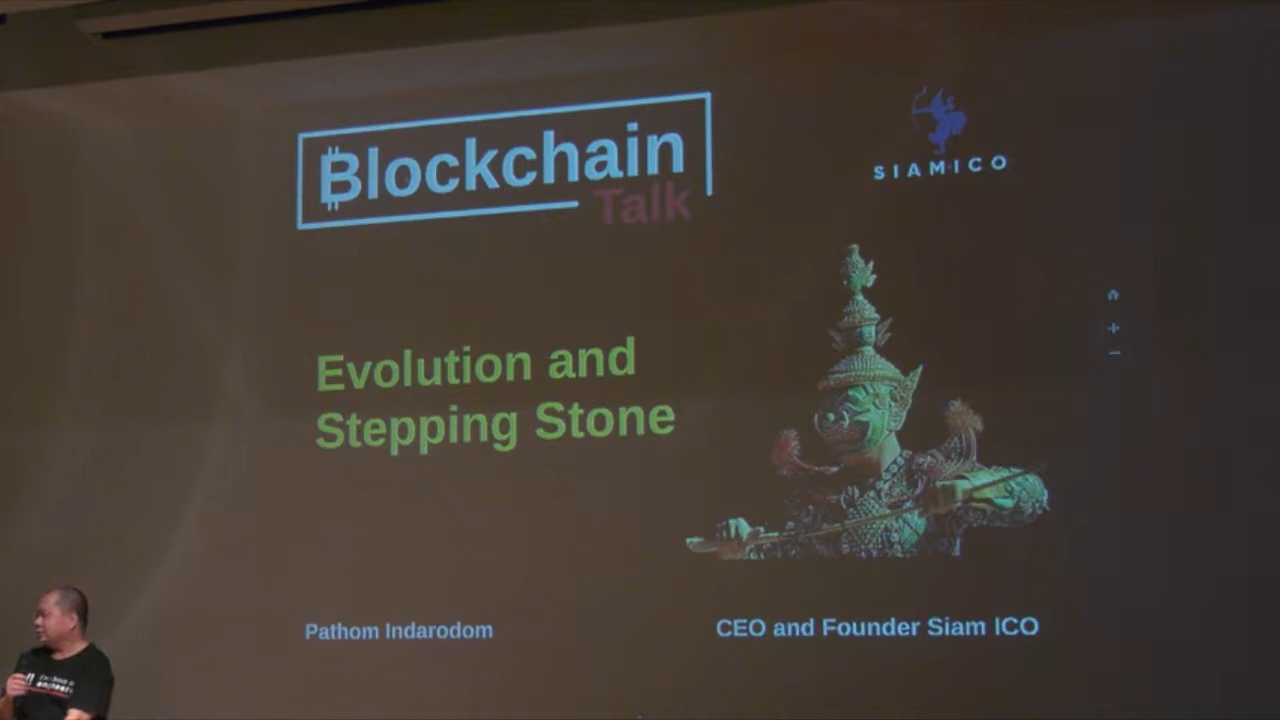 Blockchain
Talk
SIAMICO
Evolution and
Stepping Stone
Pathom Indarodom
CEO and Founder Siam ICO